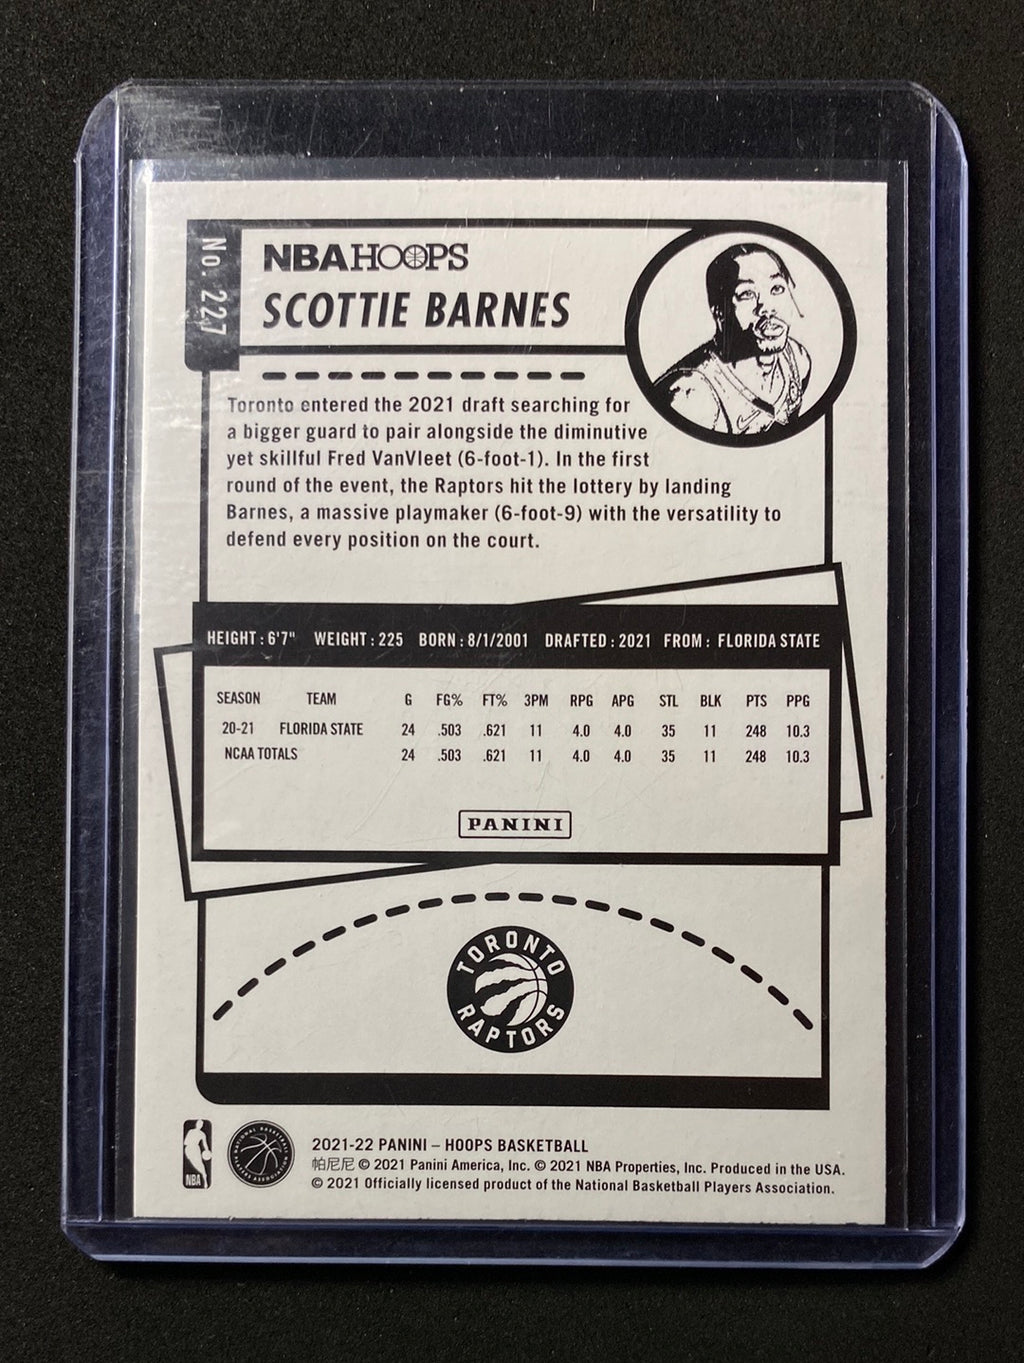 No. 227
NBA HOOPS
SCOTTIE BARNES
Toronto entered the 2021 draft searching for
a bigger guard to pair alongside the diminutive
yet skillful Fred VanVleet (6-foot-1). In the first
round of the event, the Raptors hit the lottery by landing
Barnes, a massive playmaker (6-foot-9) with the versatility to
defend every position on the court.
HEIGHT : 6'7" WEIGHT : 225 BORN : 8/1/2001 DRAFTED : 2021 FROM : FLORIDA STATE
SEASON TEAM G FG% FT% 3PM RPG APG STL BLK PTS PPG
20-21 FLORIDA STATE 24 .503 .621 11 4.0 4.0 35 11 248 10.3
NCAA TOTALS 24 .503 .621 11 4.0 4.0 35 11 248 10.3
PANINI
TORONTO
RAPTORS
NBA
NATIONAL BASKETBALL PLAYERS ASSOCIATION
2021-22 PANINI – HOOPS BASKETBALL
帕尼尼 © 2021 Panini America, Inc. © 2021 NBA Properties, Inc. Produced in the USA.
© 2021 Officially licensed product of the National Basketball Players Association.